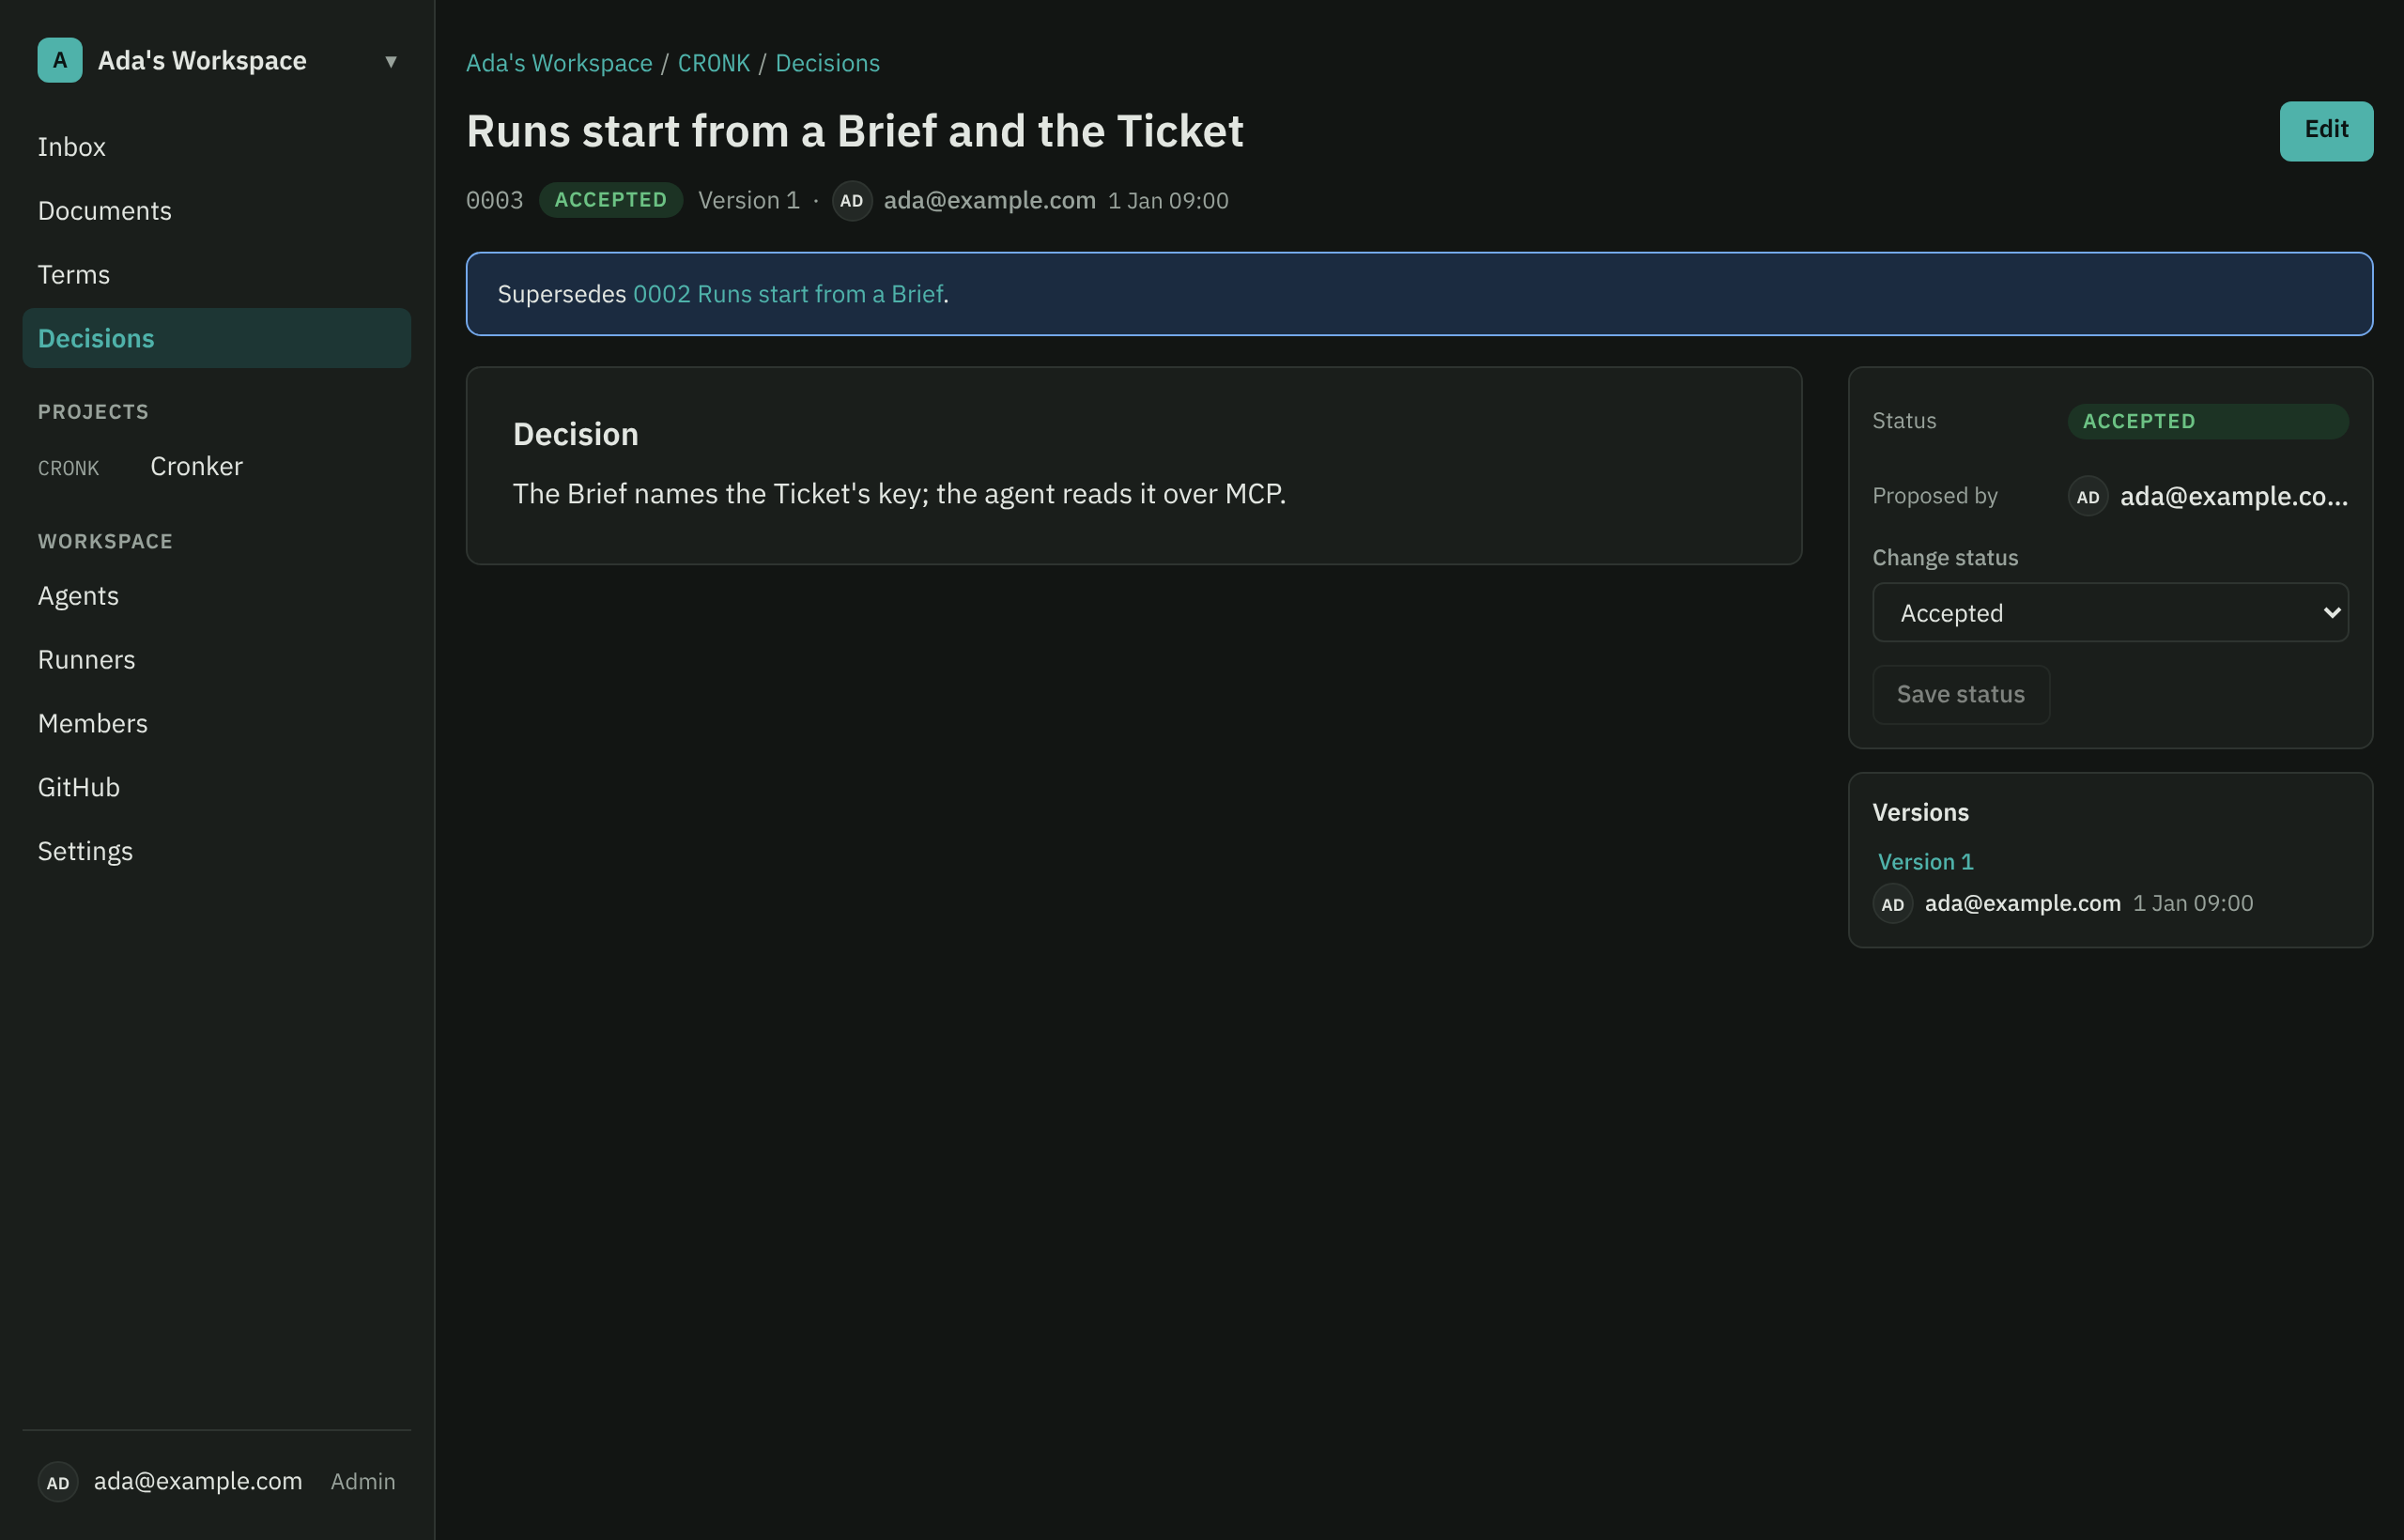 A Ada's Workspace ▼
Inbox
Documents
Terms
Decisions
PROJECTS
CRONK Cronker
WORKSPACE
Agents
Runners
Members
GitHub
Settings
AD ada@example.com Admin
Ada's Workspace / CRONK / Decisions
Runs start from a Brief and the Ticket
Edit
0003 ACCEPTED Version 1 · AD ada@example.com 1 Jan 09:00
Supersedes 0002 Runs start from a Brief.
Decision
The Brief names the Ticket's key; the agent reads it over MCP.
Status ACCEPTED
Proposed by AD ada@example.co...
Change status
Accepted
Save status
Versions
Version 1
AD ada@example.com 1 Jan 09:00